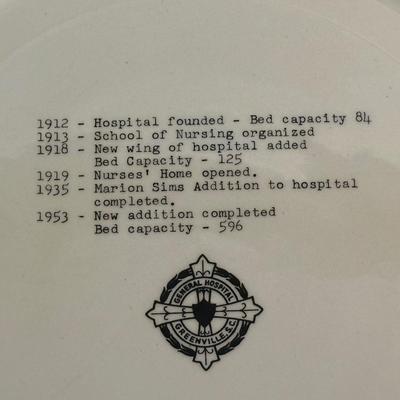 1912 - Hospital founded - Bed capacity 84
1913 - School of Nursing organized
1918 - New wing of hospital added
Bed Capacity - 125
1919 - Nurses' Home opened.
1935 - Marion Sims Addition to hospital
completed.
1953 - New addition completed
Bed capacity - 596
GENERAL HOSPITAL
GREENVILLE, S.C.